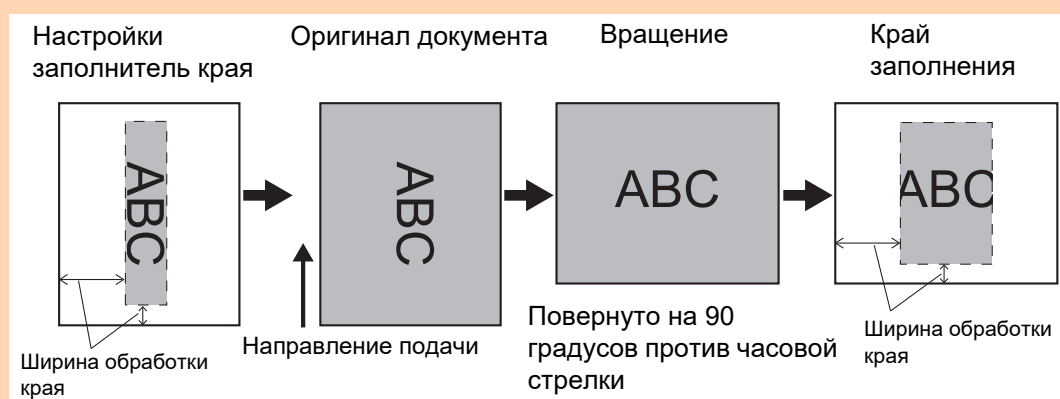 Настройки
заполнитель края
Оригинал документа
Вращение
Край
заполнения
ABC
ABC
ABC
ABC
Ширина обработки
края
Направление подачи
Повернуто на 90
градусов против часовой
стрелки
Ширина обработки
края